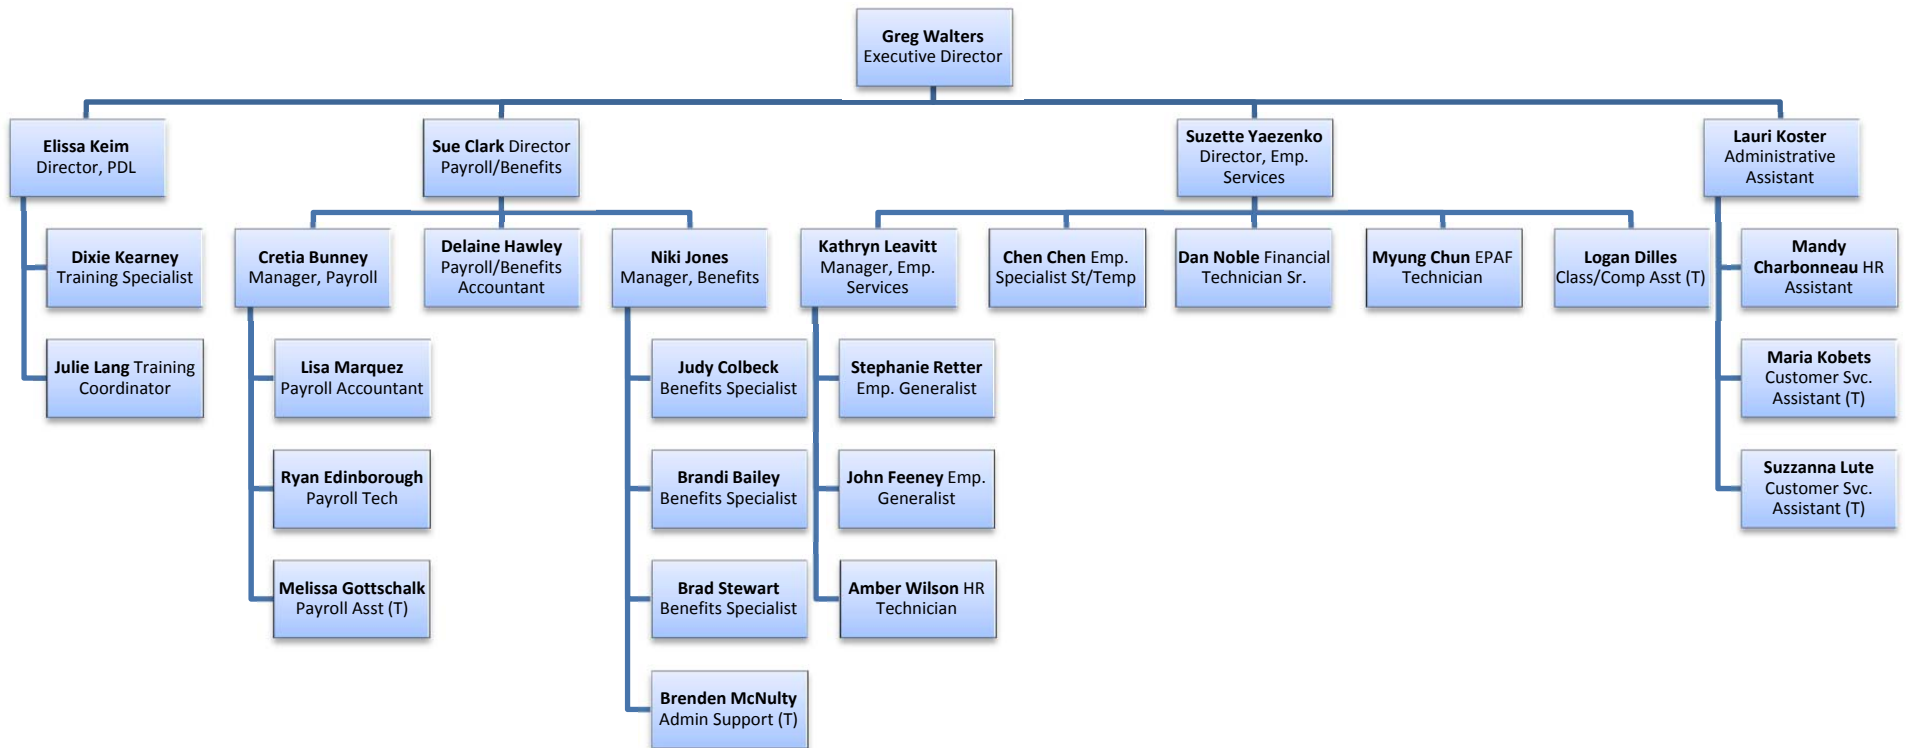 Greg Walters
Executive Director
Elissa Keim
Director, PDL
Sue Clark Director
Payroll/Benefits
Suzette Yaezenko
Director, Emp.
Services
Lauri Koster
Administrative
Assistant
Dixie Kearney
Training Specialist
Julie Lang Training
Coordinator
Cretia Bunney
Manager, Payroll
Delaine Hawley
Payroll/Benefits
Accountant
Niki Jones
Manager, Benefits
Lisa Marquez
Payroll Accountant
Ryan Edinborough
Payroll Tech
Melissa Gottschalk
Payroll Asst (T)
Judy Colbeck
Benefits Specialist
Brandi Bailey
Benefits Specialist
Brad Stewart
Benefits Specialist
Brenden McNulty
Admin Support (T)
Kathryn Leavitt
Manager, Emp.
Services
Chen Chen Emp.
Specialist St/Temp
Dan Noble Financial
Technician Sr.
Myung Chun EPAF
Technician
Logan Dilles
Class/Comp Asst (T)
Stephanie Retter
Emp. Generalist
John Feeney Emp.
Generalist
Amber Wilson HR
Technician
Mandy
Charbonneau HR
Assistant
Maria Kobets
Customer Svc.
Assistant (T)
Suzzanna Lute
Customer Svc.
Assistant (T)